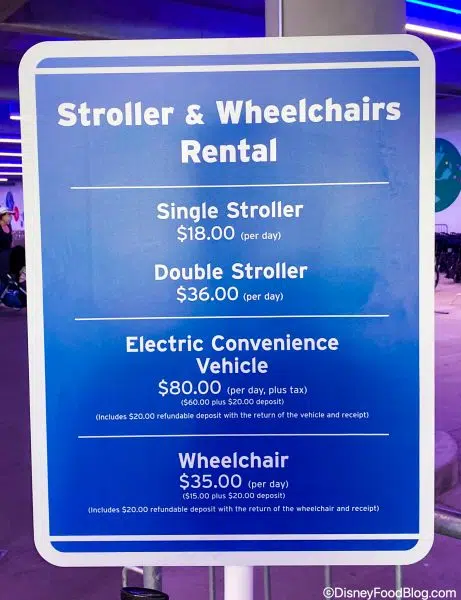 DisneyFoodBlog.com
Stroller & Wheelchairs
Rental
Single Stroller
$18.00 (per day)
Double Stroller
$36.00 (per day)
Electric Convenience
Vehicle
$80.00 (per day, plus tax)
($60.00 plus $20.00 deposit)
(Includes $20.00 refundable deposit with the return of the vehicle and receipt)
Wheelchair
$35.00 (per day)
($15.00 plus $20.00 deposit)
(Includes $20.00 refundable deposit with the return of the wheelchair and receipt)
©DisneyFoodBlog.com